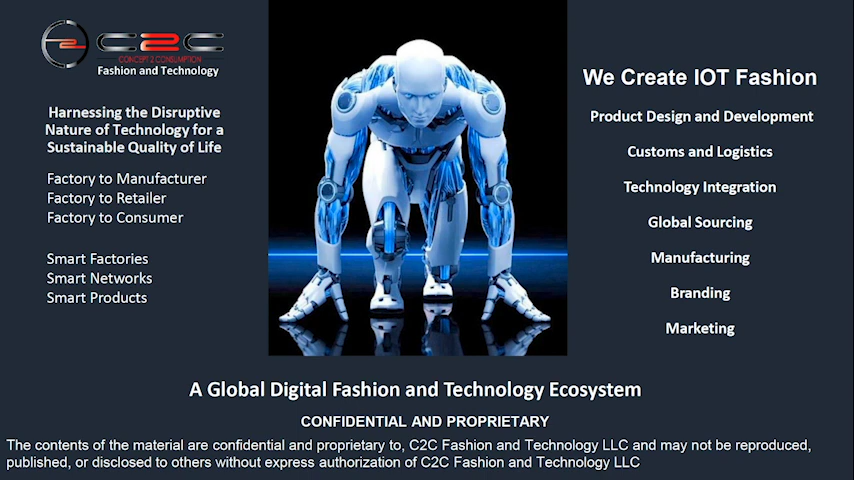 C2C
CONCEPT 2 CONSUMPTION
Fashion and Technology
Harnessing the Disruptive
Nature of Technology for a
Sustainable Quality of Life
Factory to Manufacturer
Factory to Retailer
Factory to Consumer
Smart Factories
Smart Networks
Smart Products
We Create IOT Fashion
Product Design and Development
Customs and Logistics
Technology Integration
Global Sourcing
Manufacturing
Branding
Marketing
A Global Digital Fashion and Technology Ecosystem
CONFIDENTIAL AND PROPRIETARY
The contents of the material are confidential and proprietary to, C2C Fashion and Technology LLC and may not be reproduced,
published, or disclosed to others without express authorization of C2C Fashion and Technology LLC